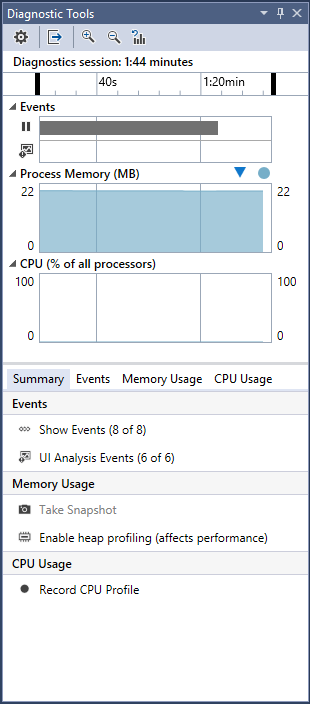 Diagnostic Tools
Diagnostics session: 1:44 minutes
40s 1:20min
Events
Process Memory (MB)
22 22
0 0
CPU (% of all processors)
100 100
0 0
Summary Events Memory Usage CPU Usage
Events
Show Events (8 of 8)
UI Analysis Events (6 of 6)
Memory Usage
Take Snapshot
Enable heap profiling (affects performance)
CPU Usage
Record CPU Profile